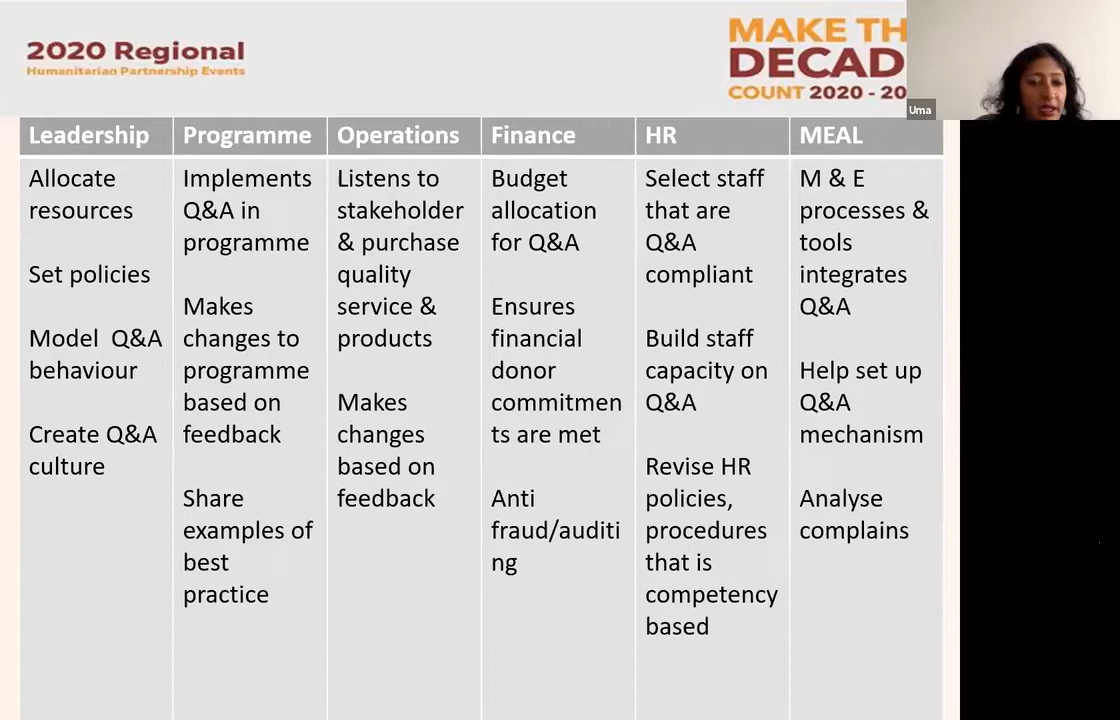 2020 Regional
Humanitarian Partnership Events
MAKE TH
DECAD
COUNT 2020 - 20
Uma
Leadership
Allocate
resources
Set policies
Model Q&A
behaviour
Create Q&A
culture
Programme
Implements
Q&A in
programme
Makes
changes to
programme
based on
feedback
Share
examples of
best
practice
Operations
Listens to
stakeholder
& purchase
quality
service &
products
Makes
changes
based on
feedback
Finance
Budget
allocation
for Q&A
Ensures
financial
donor
commitmen
ts are met
Anti
fraud/auditi
ng
HR
Select staff
that are
Q&A
compliant
Build staff
capacity on
Q&A
Revise HR
policies,
procedures
that is
competency
based
MEAL
M & E
processes &
tools
integrates
Q&A
Help set up
Q&A
mechanism
Analyse
complains